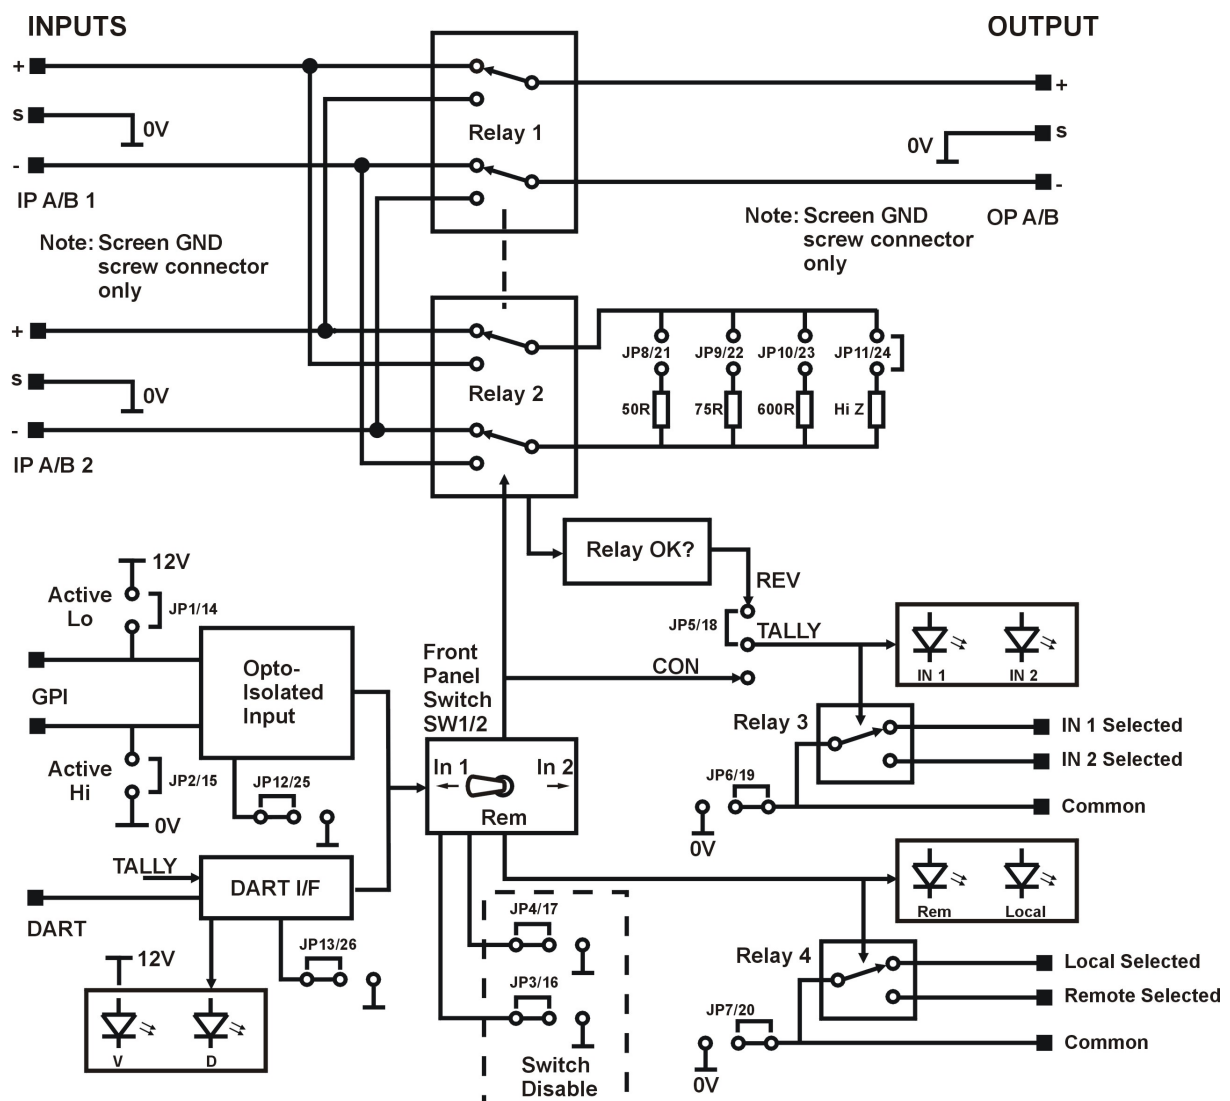 INPUTS
OUTPUT
+
+
s
0V
Relay 1
0V
s
-
-
IP A/B 1
OP A/B
Note: Screen GND
screw connector
only
Note: Screen GND
screw connector
only
+
JP8/21
JP9/22
JP10/23
JP11/24
s
0V
Relay 2
50R
75R
600R
Hi Z
-
IP A/B 2
Relay OK?
12V
REV
Active
Lo
JP1/14
JP5/18
TALLY
Front
Panel
Switch
SW1/2
CON
IN 1
IN 2
Opto-
Isolated
Input
GPI
Relay 3
IN 1 Selected
IN 2 Selected
Active
Hi
JP2/15
JP12/25
In 1
In 2
Rem
JP6/19
Common
0V
0V
TALLY
DART I/F
DART
Rem
Local
JP4/17
JP13/26
12V
Relay 4
Local Selected
Remote Selected
JP3/16
JP7/20
Common
V
D
Switch
Disable
0V